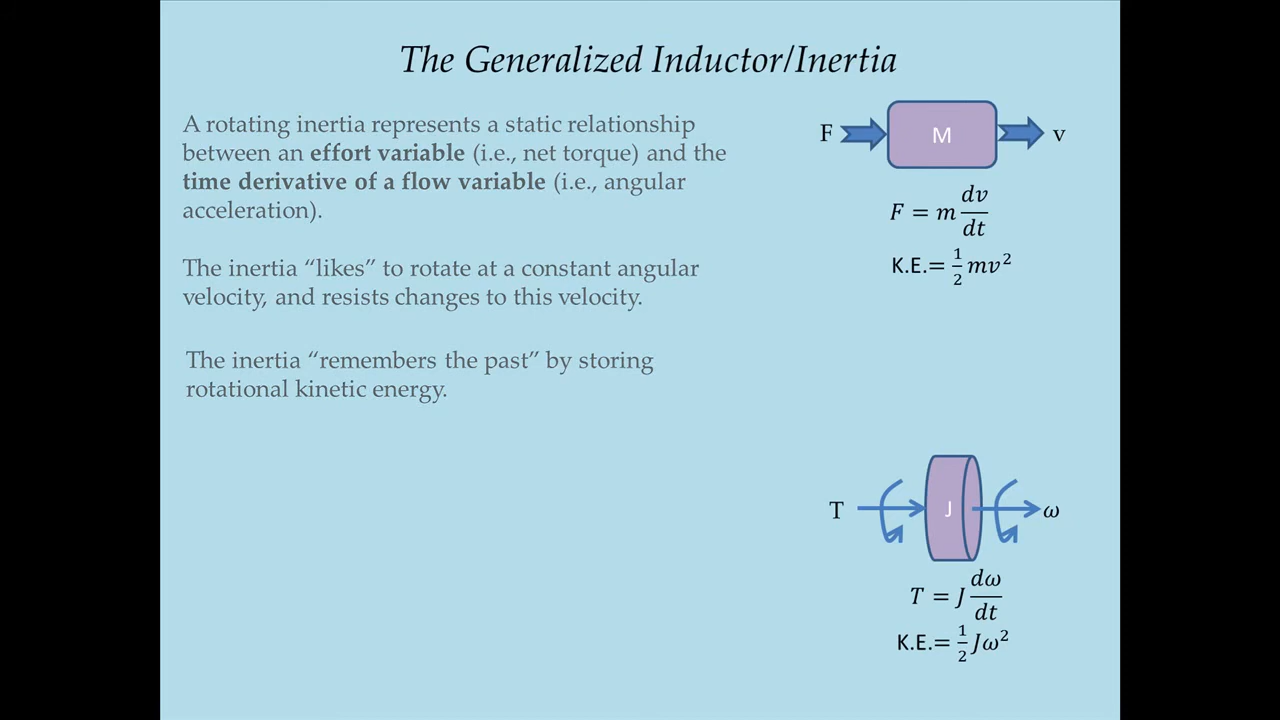 The Generalized Inductor/Inertia
A rotating inertia represents a static relationship
between an effort variable (i.e., net torque) and the
time derivative of a flow variable (i.e., angular
acceleration).
The inertia “likes” to rotate at a constant angular
velocity, and resists changes to this velocity.
The inertia “remembers the past” by storing
rotational kinetic energy.
F M v
F = m dv/dt
K.E.= 1/2 mv²
T J ω
T = J dω/dt
K.E.= 1/2 Jω²